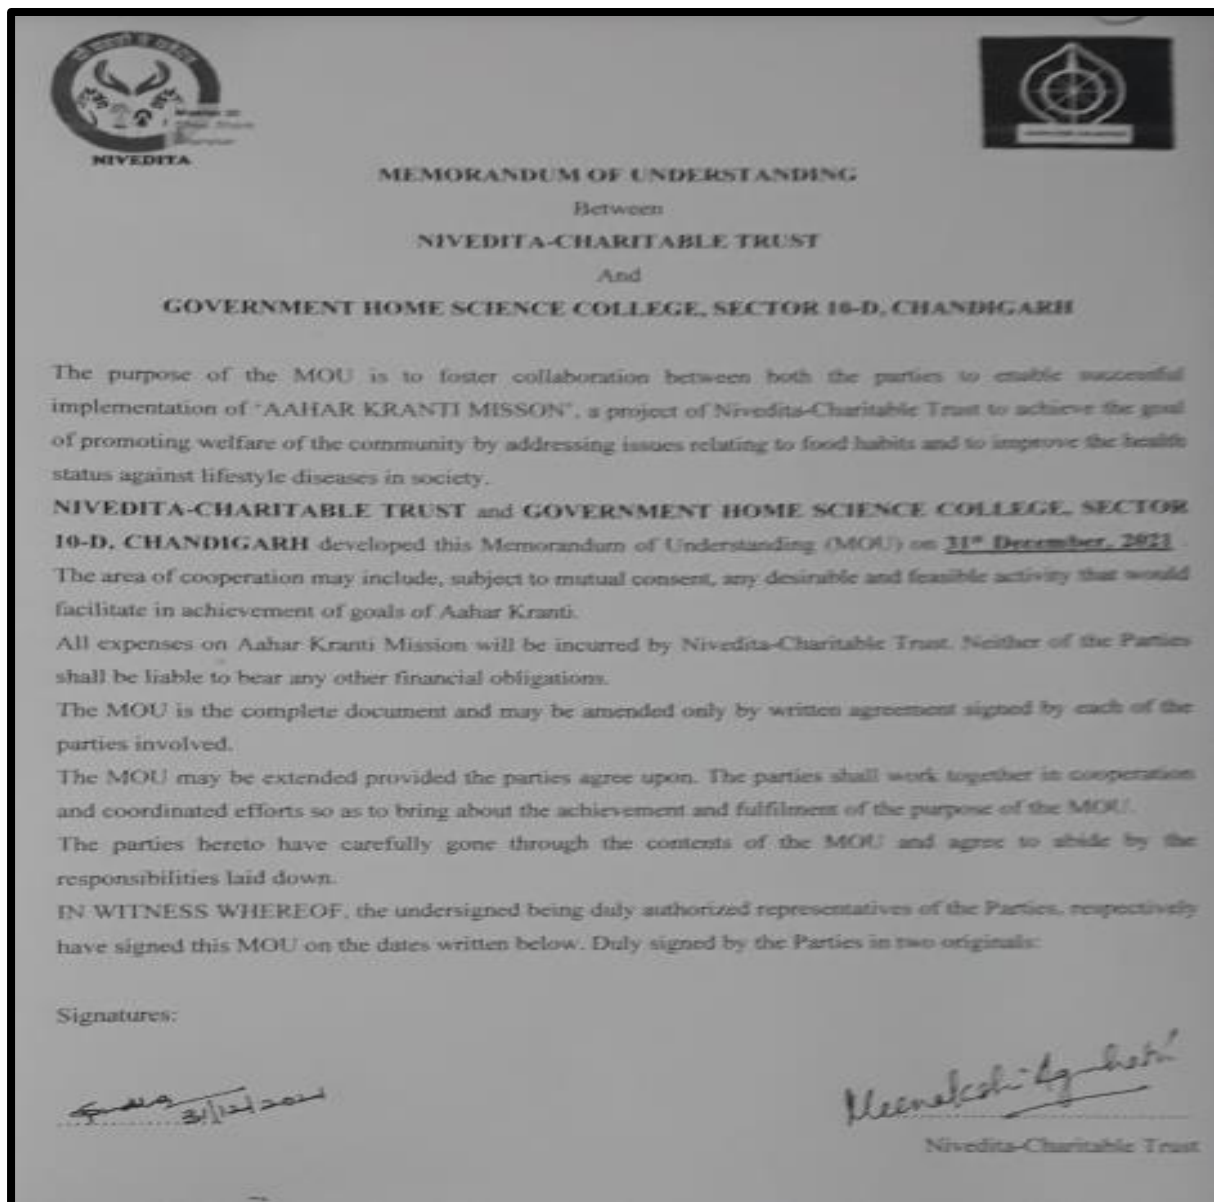 NIVEDITA
MEMORANDUM OF UNDERSTANDING
Between
NIVEDITA-CHARITABLE TRUST
And
GOVERNMENT HOME SCIENCE COLLEGE, SECTOR 10-D, CHANDIGARH
The purpose of the MOU is to foster collaboration between both the parties to enable successful
implementation of 'AAHAR KRANTI MISSON', a project of Nivedita-Charitable Trust to achieve the goal
of promoting welfare of the community by addressing issues relating to food habits and to improve the health
status against lifestyle diseases in society.
NIVEDITA-CHARITABLE TRUST and GOVERNMENT HOME SCIENCE COLLEGE, SECTOR
10-D, CHANDIGARH developed this Memorandum of Understanding (MOU) on 31st December, 2021
The area of cooperation may include, subject to mutual consent, any desirable and feasible activity that would
facilitate in achievement of goals of Aahar Kranti.
All expenses on Aahar Kranti Mission will be incurred by Nivedita-Charitable Trust. Neither of the Parties
shall be liable to bear any other financial obligations.
The MOU is the complete document and may be amended only by written agreement signed by each of the
parties involved.
The MOU may be extended provided the parties agree upon. The parties shall work together in cooperation
and coordinated efforts so as to bring about the achievement and fulfilment of the purpose of the MOU.
The parties hereto have carefully gone through the contents of the MOU and agree to abide by the
responsibilities laid down.
IN WITNESS WHEREOF, the undersigned being duly authorized representatives of the Parties, respectively
have signed this MOU on the dates written below. Duly signed by the Parties in two originals:
Signatures:
31/12/2021
Meenakshi Agnihotri
Nivedita-Charitable Trust